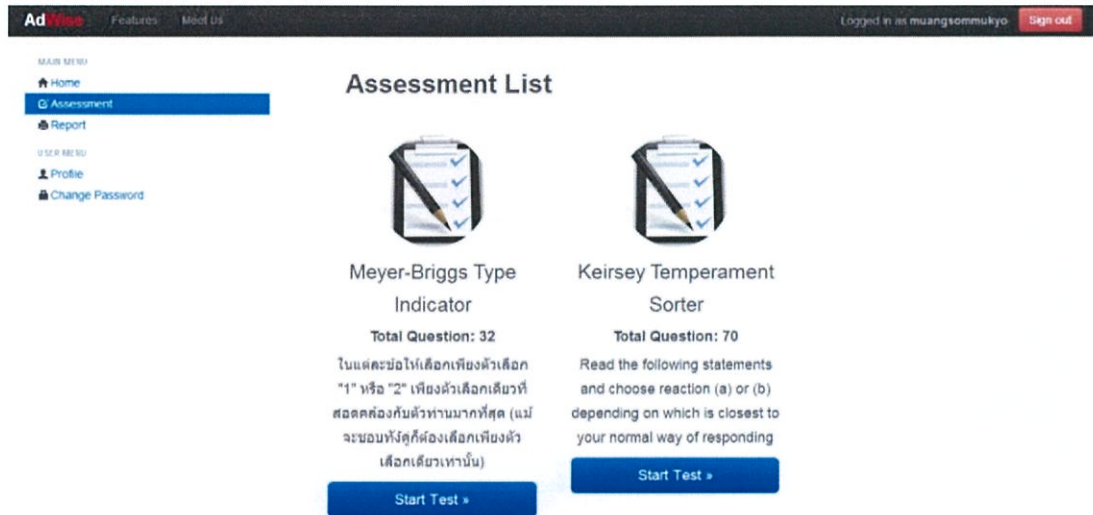 AdWise Features Meet Us Logged in as muangsommukyo Sign out
MAIN MENU
Home
Assessment
Report
USER MENU
Profile
Change Password
Assessment List
Meyer-Briggs Type
Indicator
Total Question: 32
ในแต่ละข้อให้เลือกเพียงตัวเลือก
"1" หรือ "2" เพียงตัวเลือกเดียวที่
สอดคล้องกับตัวท่านมากที่สุด (แม้
จะชอบทั้งคู่ก็ต้องเลือกเพียงตัว
เลือกเดียวเท่านั้น)
Start Test »
Keirsey Temperament
Sorter
Total Question: 70
Read the following statements
and choose reaction (a) or (b)
depending on which is closest to
your normal way of responding
Start Test »